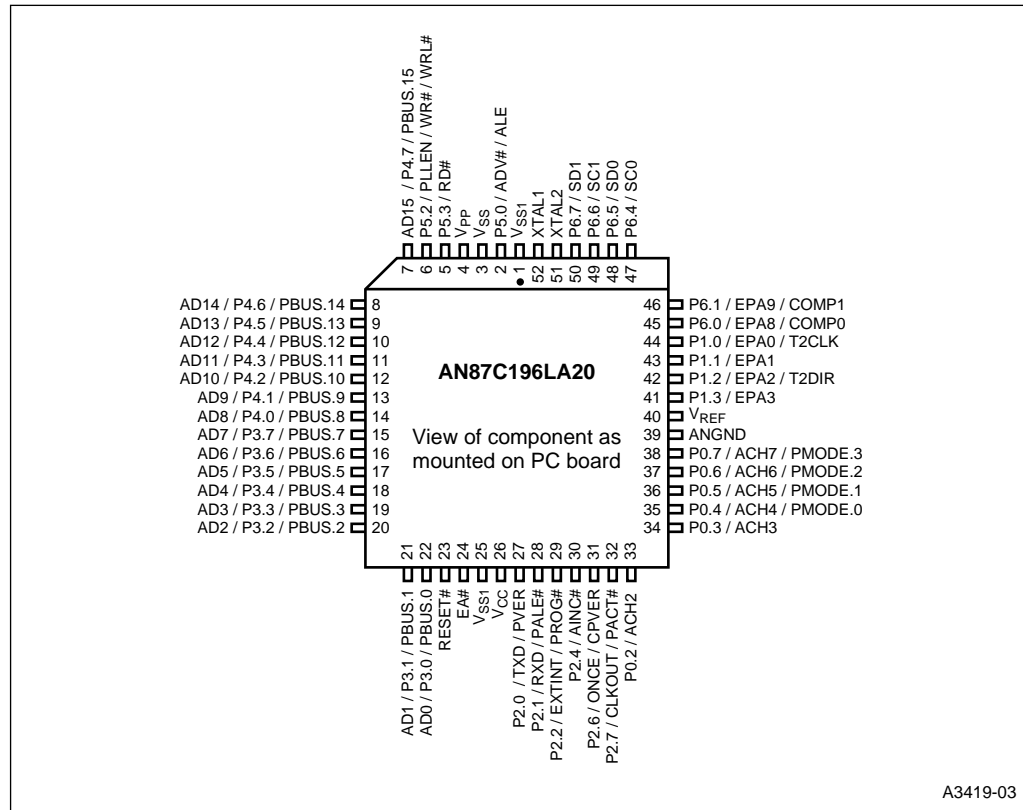 AD15 / P4.7 / PBUS.15
P5.2 / PLLEN / WR# / WRL#
P5.3 / RD#
VPP
VSS
P5.0 / ADV# / ALE
VSS1
XTAL1
XTAL2
P6.7 / SD1
P6.6 / SC1
P6.5 / SD0
P6.4 / SC0
7 6 5 4 3 2 1 52 51 50 49 48 47
AD14 / P4.6 / PBUS.14 8
AD13 / P4.5 / PBUS.13 9
AD12 / P4.4 / PBUS.12 10
AD11 / P4.3 / PBUS.11 11
AD10 / P4.2 / PBUS.10 12
AD9 / P4.1 / PBUS.9 13
AD8 / P4.0 / PBUS.8 14
AD7 / P3.7 / PBUS.7 15
AD6 / P3.6 / PBUS.6 16
AD5 / P3.5 / PBUS.5 17
AD4 / P3.4 / PBUS.4 18
AD3 / P3.3 / PBUS.3 19
AD2 / P3.2 / PBUS.2 20
AN87C196LA20
View of component as
mounted on PC board
46 P6.1 / EPA9 / COMP1
45 P6.0 / EPA8 / COMP0
44 P1.0 / EPA0 / T2CLK
43 P1.1 / EPA1
42 P1.2 / EPA2 / T2DIR
41 P1.3 / EPA3
40 VREF
39 ANGND
38 P0.7 / ACH7 / PMODE.3
37 P0.6 / ACH6 / PMODE.2
36 P0.5 / ACH5 / PMODE.1
35 P0.4 / ACH4 / PMODE.0
34 P0.3 / ACH3
21 22 23 24 25 26 27 28 29 30 31 32 33
AD1 / P3.1 / PBUS.1
AD0 / P3.0 / PBUS.0
RESET#
EA#
VSS1
VCC
P2.0 / TXD / PVER
P2.1 / RXD / PALE#
P2.2 / EXTINT / PROG#
P2.4 / AINC#
P2.6 / ONCE / CPVER
P2.7 / CLKOUT / PACT#
P0.2 / ACH2
A3419-03